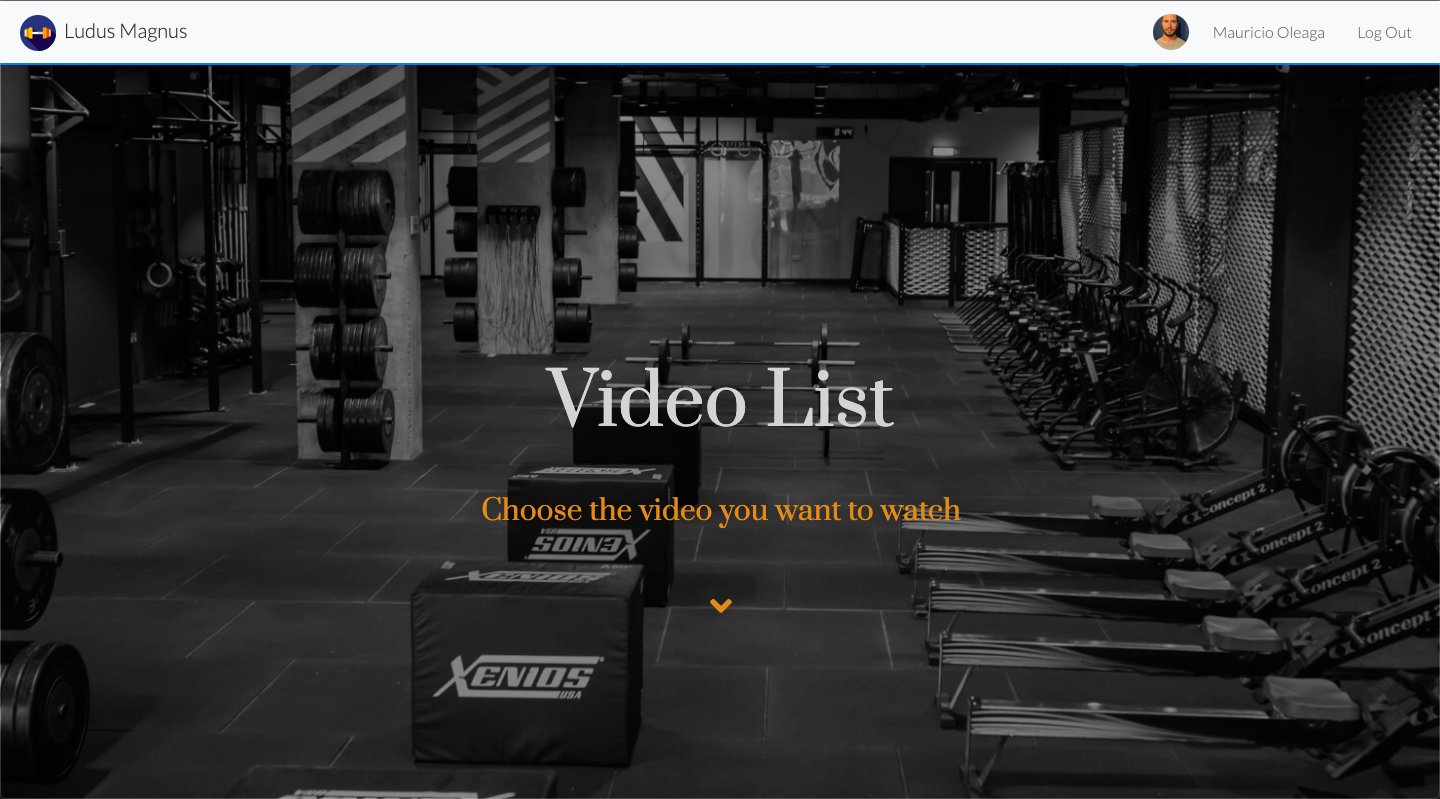 Ludus Magnus
Mauricio Oleaga
Log Out
Video List
Choose the video you want to watch
XENIOS
USA
XENIOS
USA
XENIOS
concept 2
concept 2
concept 2
concept 2